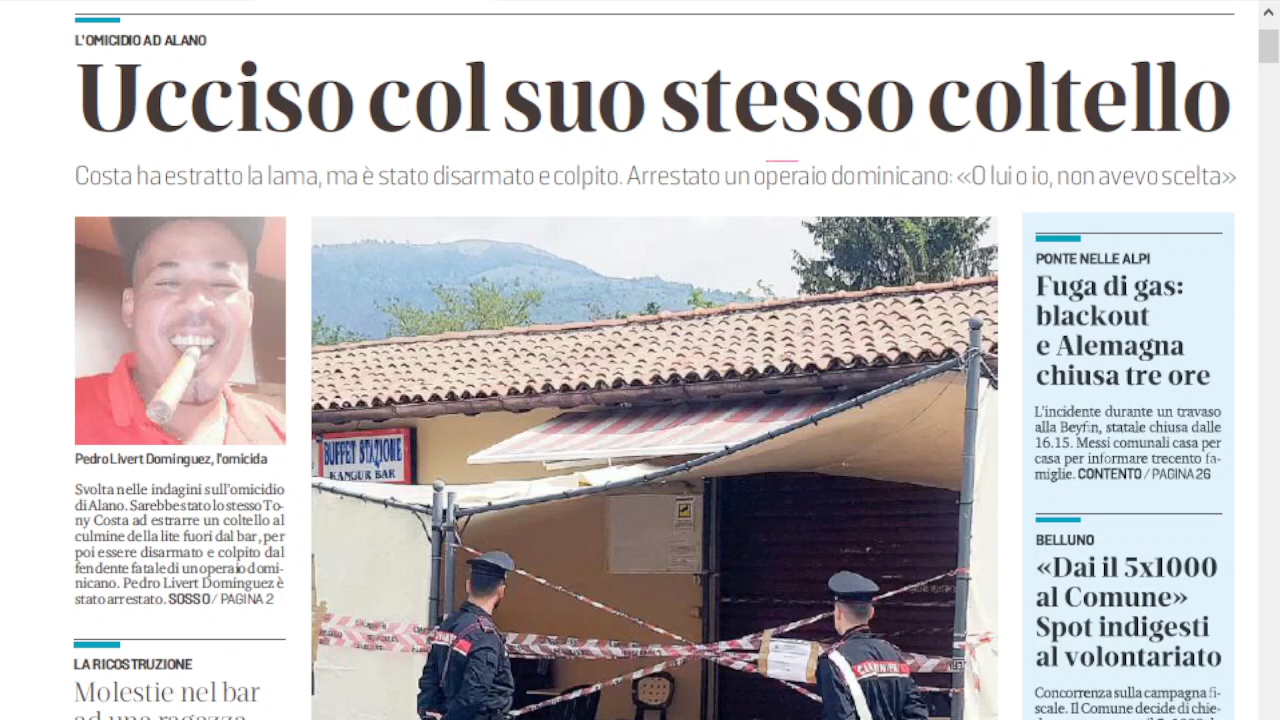 L'OMICIDIO AD ALANO
Ucciso col suo stesso coltello
Costa ha estratto la lama, ma è stato disarmato e colpito. Arrestato un operaio dominicano: «O lui o io, non avevo scelta»
Pedro Livert Dominguez, l'omicida
Svolta nelle indagini sull'omicidio
di Alano. Sarebbe stato lo stesso To-
ny Costa ad estrarre un coltello al
culmine della lite fuori dal bar, per
poi essere disarmato e colpito dal
fendente fatale di un operaio domi-
nicano. Pedro Livert Dominguez è
stato arrestato. SOSSO / PAGINA 2
LA RICOSTRUZIONE
Molestie nel bar
ad una ragazza
BUFFET STAZIONE
KANGUR BAR
CARABINIERI
PONTE NELLE ALPI
Fuga di gas:
blackout
e Alemagna
chiusa tre ore
L'incidente durante un travaso
alla Beyfin, statale chiusa dalle
16.15. Messi comunali casa per
casa per informare trecento fa-
miglie. CONTENTO / PAGINA 26
BELLUNO
«Dai il 5x1000
al Comune»
Spot indigesti
al volontariato
Concorrenza sulla campagna fi-
scale. Il Comune decide di chie-